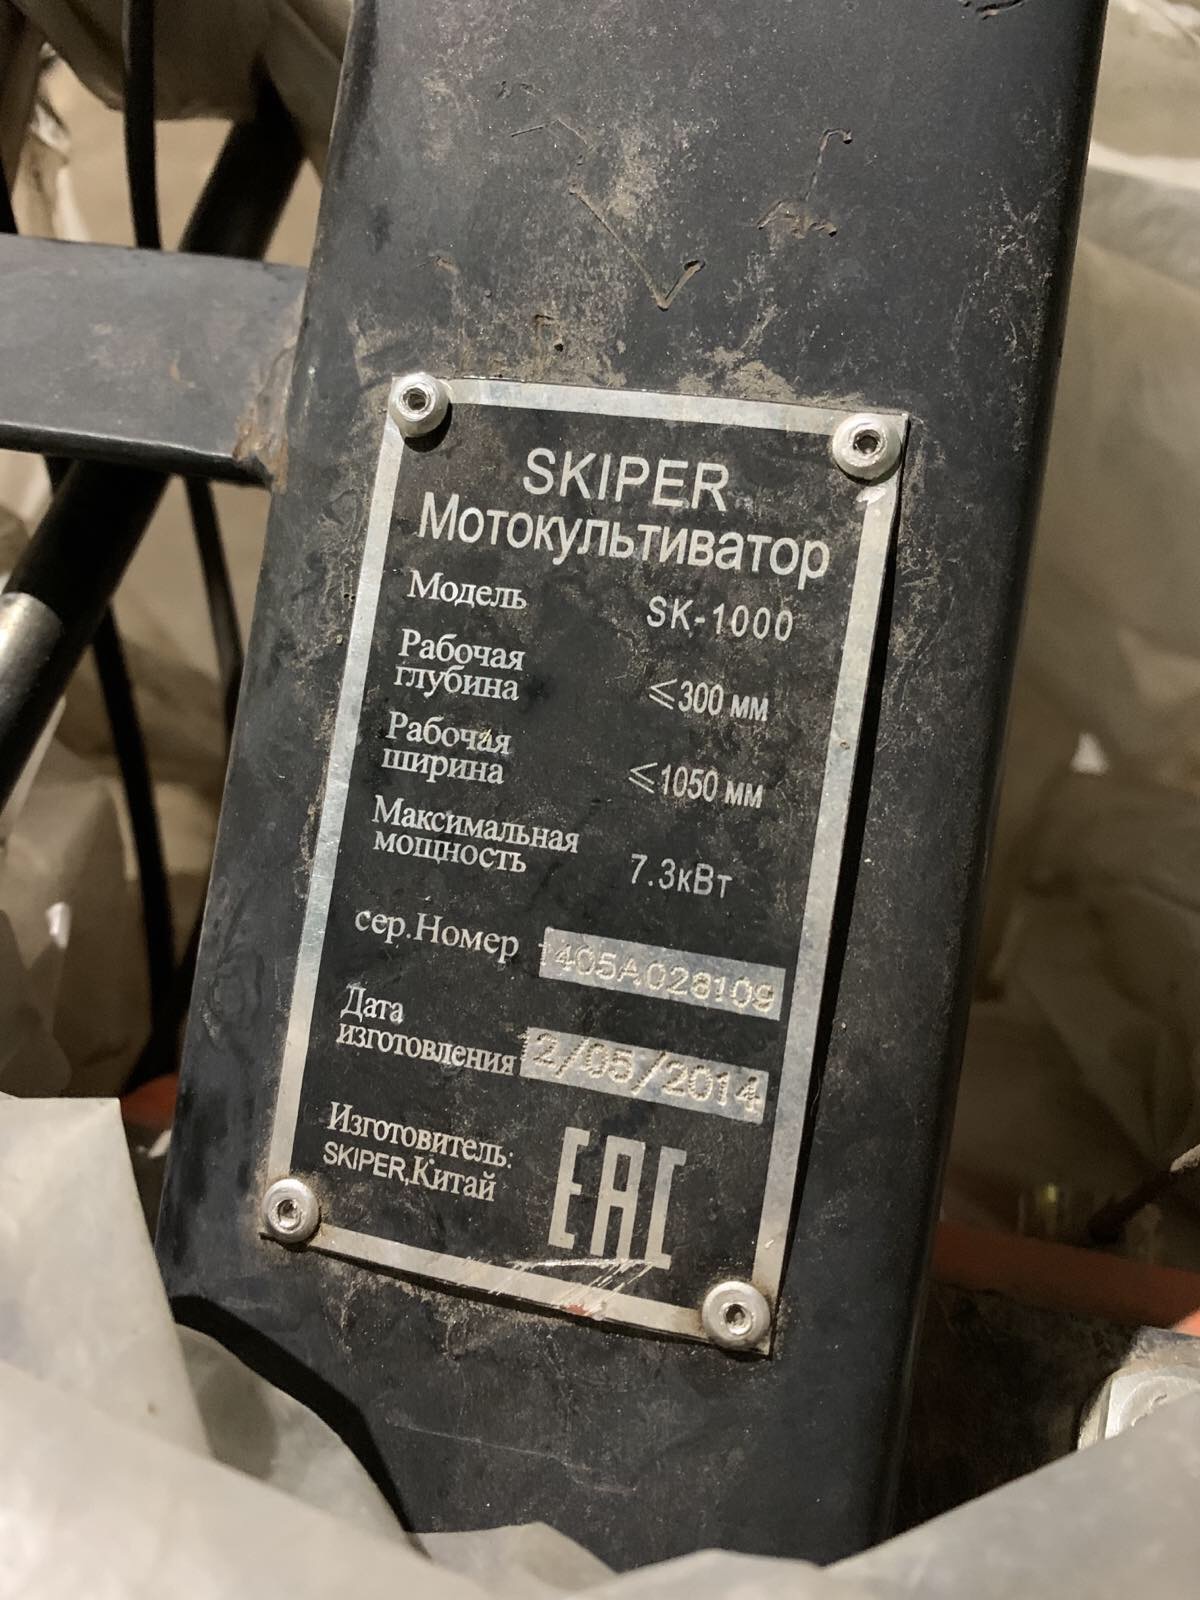 SKIPER
Мотокультиватор
Модель SK-1000
Рабочая
глубина ≤300 мм
Рабочая
ширина ≤1050 мм
Максимальная
мощность 7.3кВт
сер.Номер 1405A028109
Дата
изготовления 12/05/2014
Изготовитель:
SKIPER,Китай
EAC